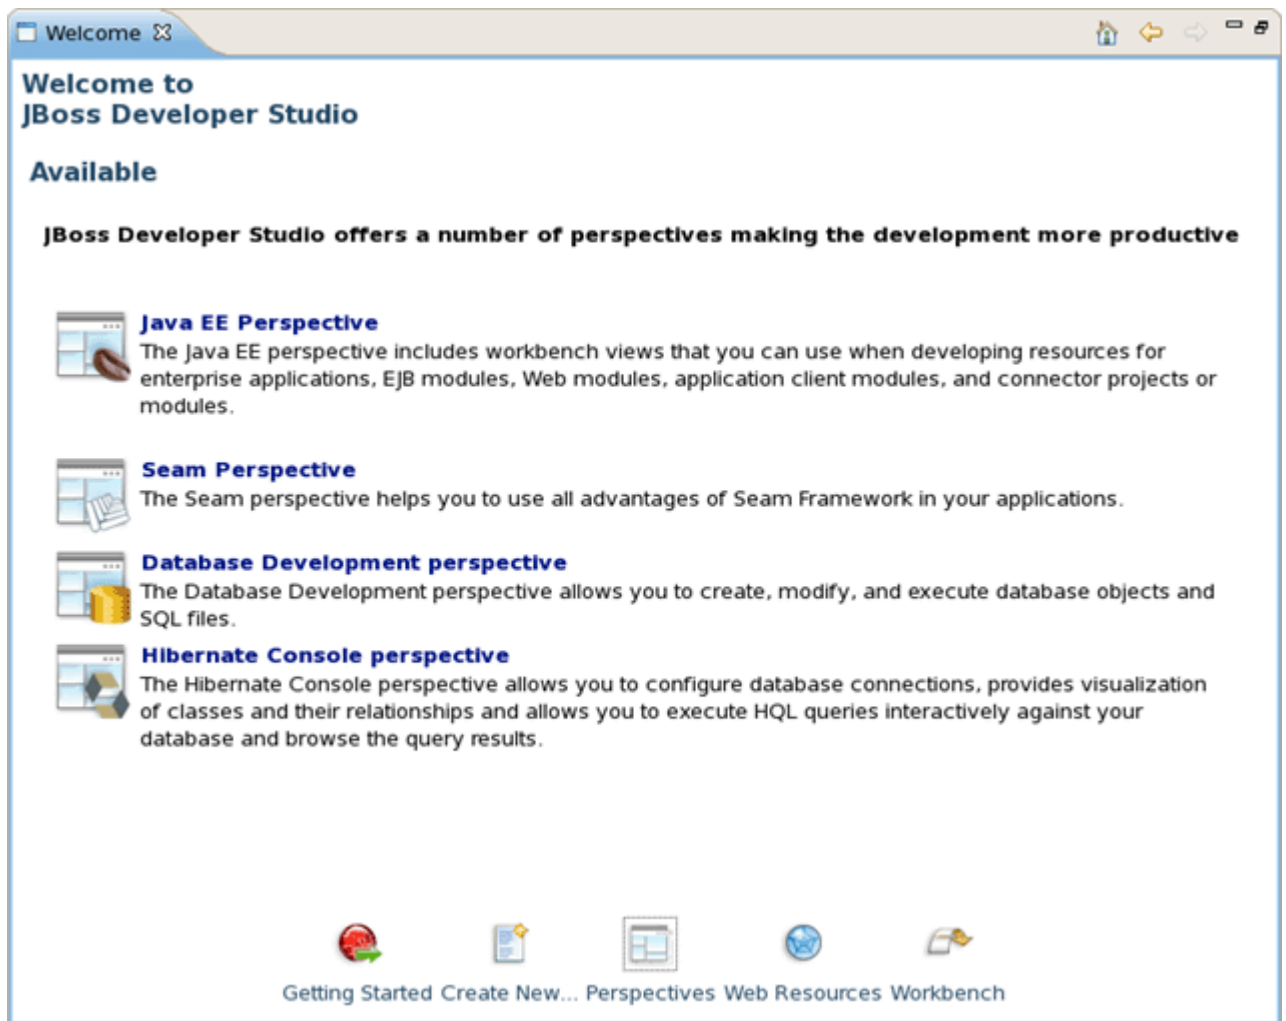 Welcome
Welcome to
JBoss Developer Studio
Available
JBoss Developer Studio offers a number of perspectives making the development more productive
Java EE Perspective
The Java EE perspective includes workbench views that you can use when developing resources for
enterprise applications, EJB modules, Web modules, application client modules, and connector projects or
modules.
Seam Perspective
The Seam perspective helps you to use all advantages of Seam Framework in your applications.
Database Development perspective
The Database Development perspective allows you to create, modify, and execute database objects and
SQL files.
Hibernate Console perspective
The Hibernate Console perspective allows you to configure database connections, provides visualization
of classes and their relationships and allows you to execute HQL queries interactively against your
database and browse the query results.
Getting Started Create New... Perspectives Web Resources Workbench